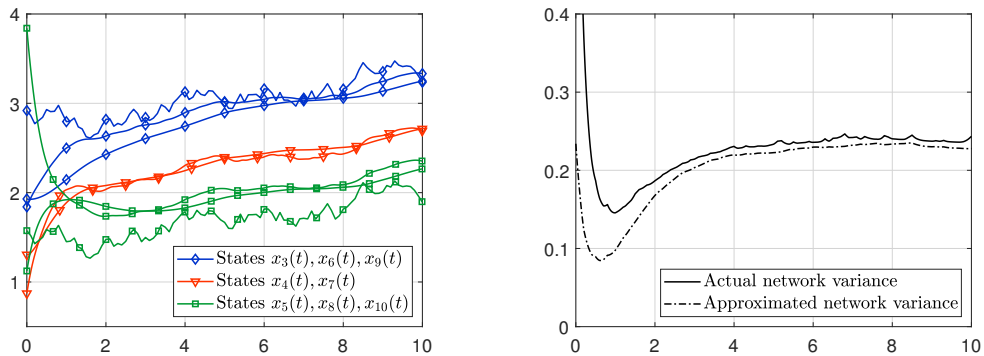 4
3
2
1
0 2 4 6 8 10
States x₃(t), x₆(t), x₉(t)
States x₄(t), x₇(t)
States x₅(t), x₈(t), x₁₀(t)
0.4
0.3
0.2
0.1
0
0 2 4 6 8 10
Actual network variance
Approximated network variance